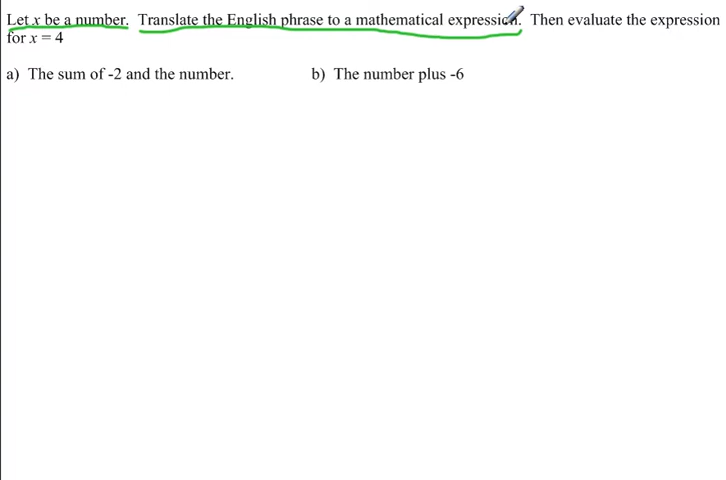 Let x be a number. Translate the English phrase to a mathematical expression. Then evaluate the expression
for x = 4
a) The sum of -2 and the number. b) The number plus -6